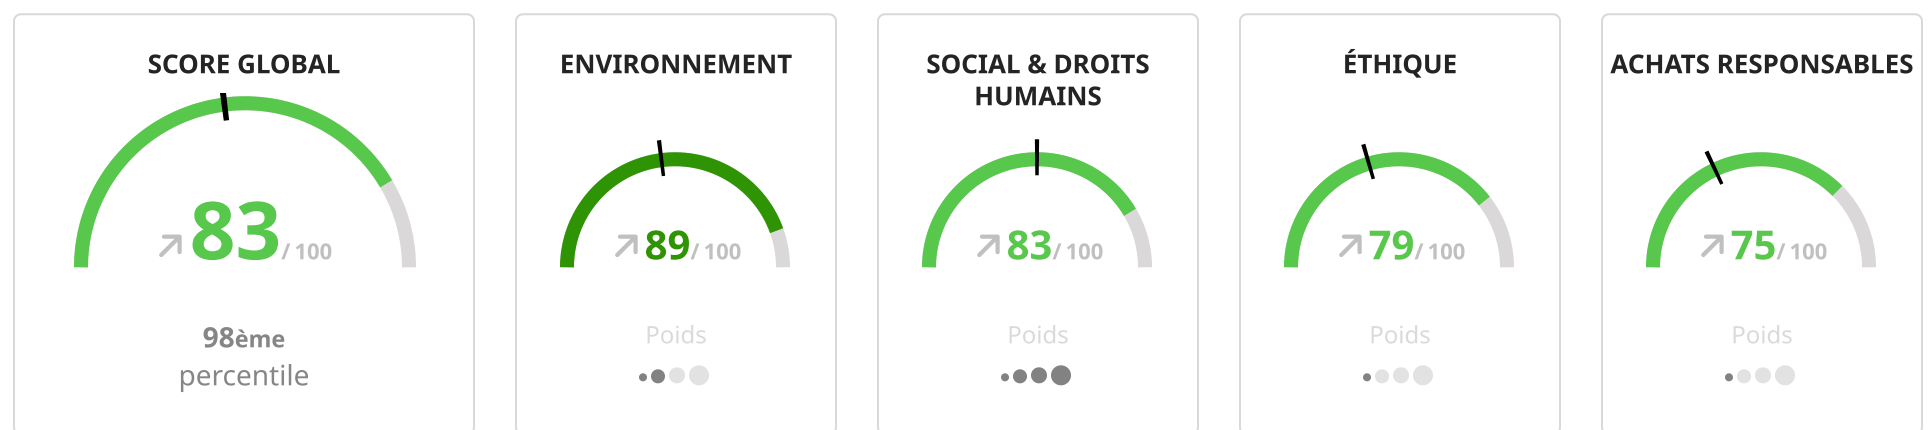 SCORE GLOBAL
83 / 100
98ème
percentile
ENVIRONNEMENT
89 / 100
Poids
SOCIAL & DROITS
HUMAINS
83 / 100
Poids
ÉTHIQUE
79 / 100
Poids
ACHATS RESPONSABLES
75 / 100
Poids